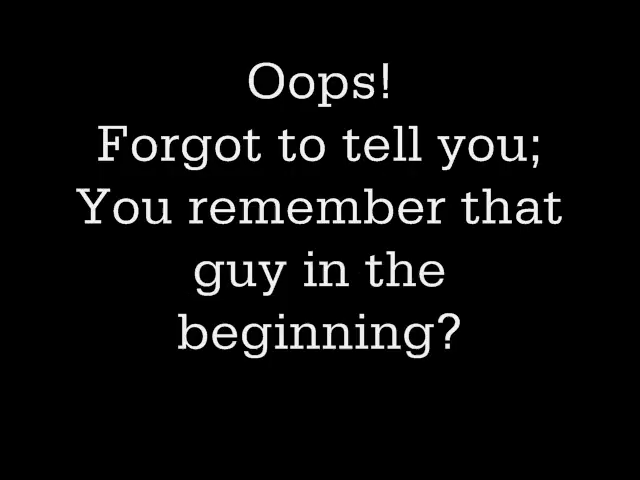 Oops!
Forgot to tell you;
You remember that
guy in the
beginning?